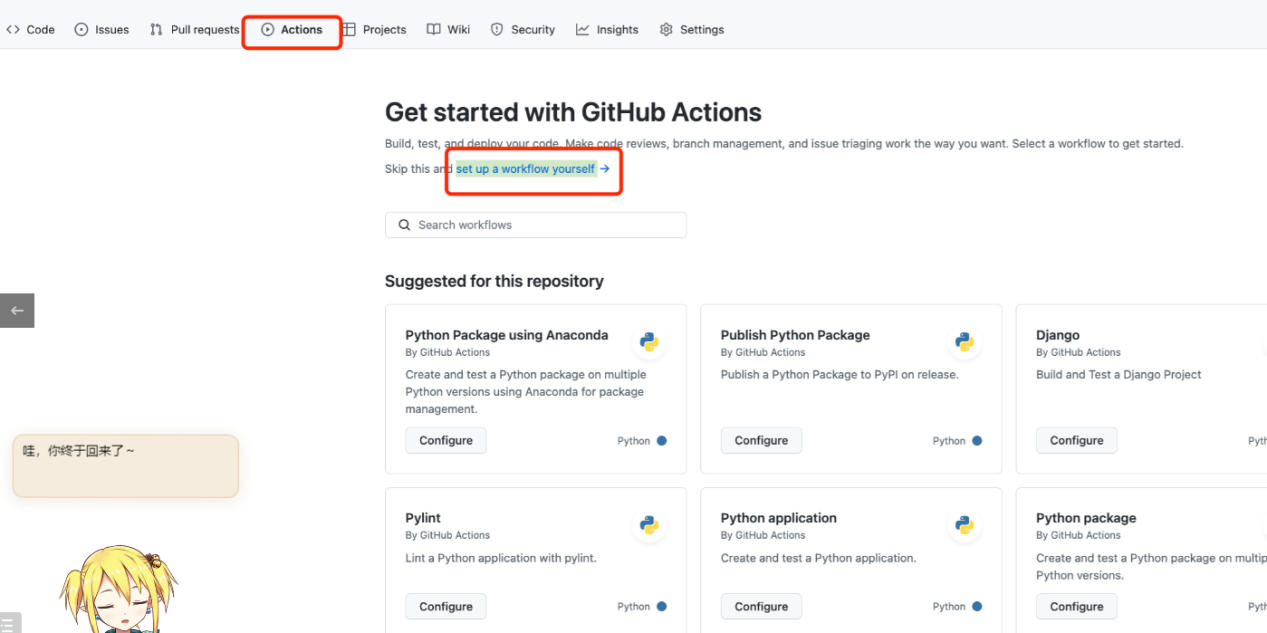 Code Issues Pull requests Actions Projects Wiki Security Insights Settings
Get started with GitHub Actions
Build, test, and deploy your code. Make code reviews, branch management, and issue triaging work the way you want. Select a workflow to get started.
Skip this and set up a workflow yourself →
Search workflows
Suggested for this repository
Python Package using Anaconda
By GitHub Actions
Create and test a Python package on multiple
Python versions using Anaconda for package
management.
Configure Python
Publish Python Package
By GitHub Actions
Publish a Python Package to PyPI on release.
Configure Python
Django
By GitHub Actions
Build and Test a Django Project
Configure Pyth
哇，你终于回来了～
Pylint
By GitHub Actions
Lint a Python application with pylint.
Configure Python
Python application
By GitHub Actions
Create and test a Python application.
Configure Python
Python package
By GitHub Actions
Create and test a Python package on multip
Python versions.
Configure Pyth